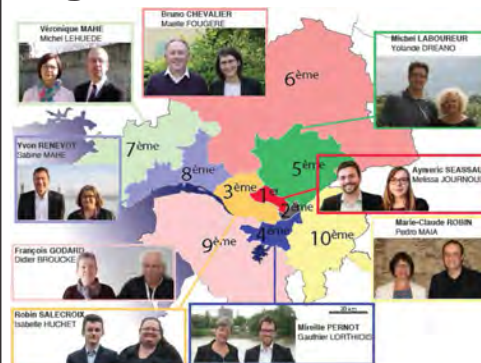 Véronique MAHE
Michel LEHUEDE
Bruno CHEVALIER
Maelle FOUGERE
Michel LABOUREUR
Yolande DREANO
6ème
7ème
Yvon RENEVOT
Sabine MAHE
8ème
5ème
3ème
1er
2ème
Aymeric SEASSAU
Melissa JOURNOUD
9ème
4ème
10ème
Marie-Claude ROBIN
Pedro MAIA
François GODARD
Didier BROUCKE
Robin SALECROIX
Isabelle HUCHET
Mireille PERNOT
Gauthier LORTHIOIS